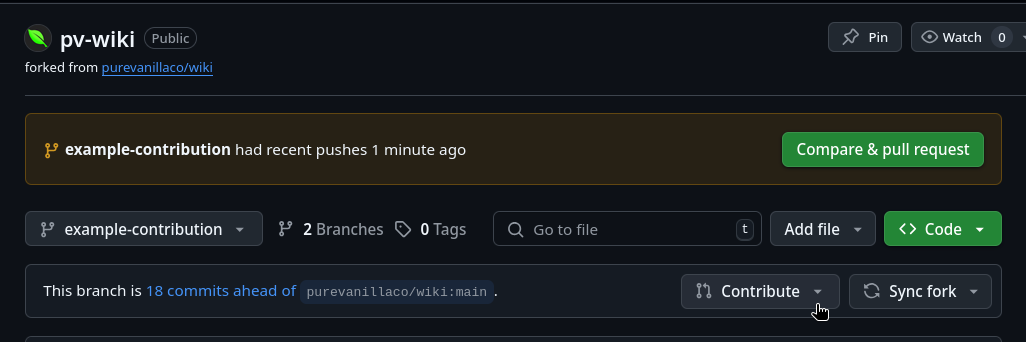 pv-wiki Public Pin Watch 0
forked from purevanillaco/wiki
example-contribution had recent pushes 1 minute ago Compare & pull request
example-contribution 2 Branches 0 Tags Go to file t Add file Code
This branch is 18 commits ahead of purevanillaco/wiki:main. Contribute Sync fork